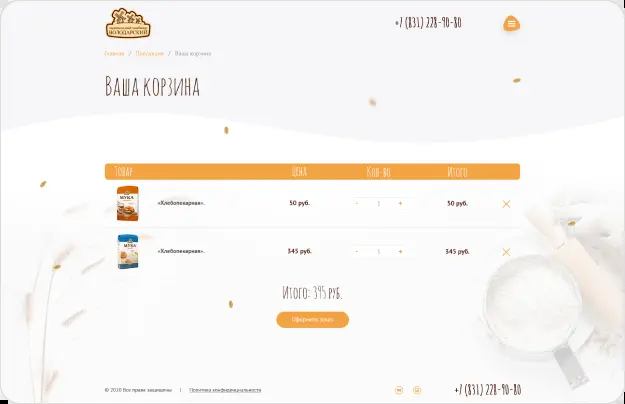 ВОЛОДАРСКИЙ
+7 (831) 228-90-80
Главная / Продукция / Ваша корзина
Ваша корзина
Товар Цена Кол-во Итого
МУКА
«Хлебопекарная». 50 руб. - 1 + 50 руб.
МУКА
«Хлебопекарная». 345 руб. - 1 + 345 руб.
Итого: 395 руб.
Оформить заказ
© 2020 Все права защищены | Политика конфиденциальности
+7 (831) 228-90-80